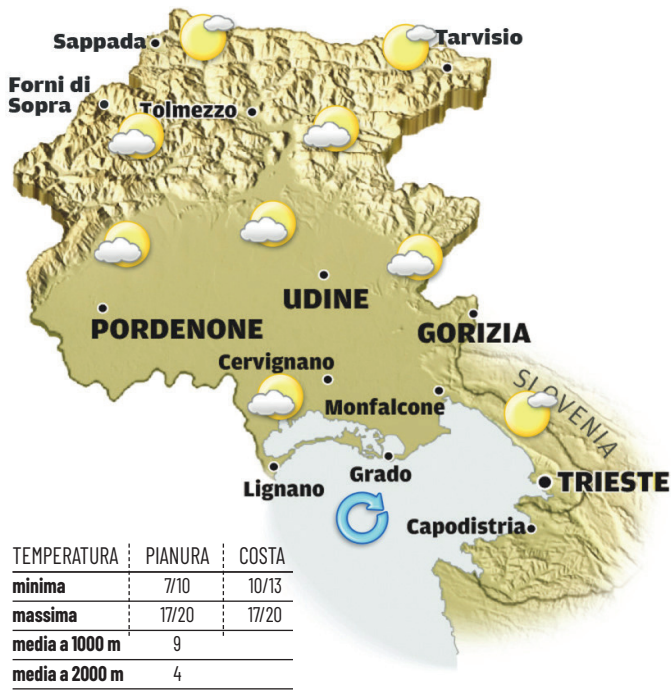 Sappada
Tarvisio
Forni di
Sopra
Tolmezzo
UDINE
PORDENONE
GORIZIA
Cervignano
SLOVENIA
Monfalcone
Grado
Lignano
TRIESTE
Capodistria
TEMPERATURA PIANURA COSTA
minima 7/10 10/13
massima 17/20 17/20
media a 1000 m 9
media a 2000 m 4